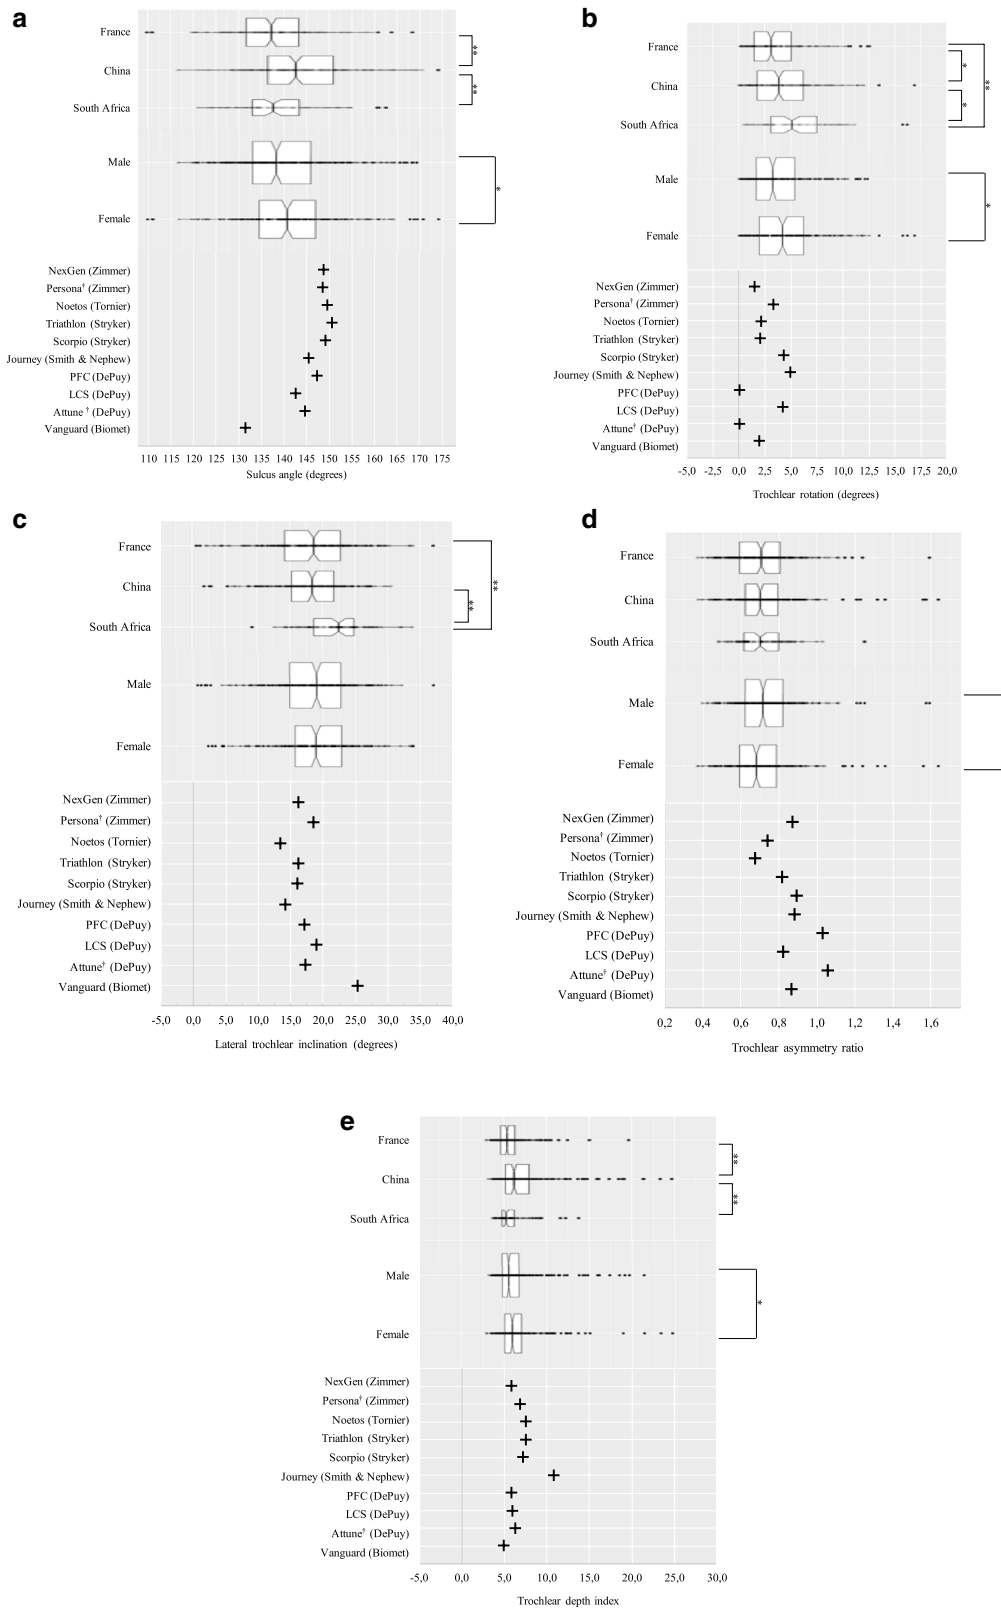 a
France
China
South Africa
Male
Female
**
**
*
NexGen (Zimmer)
Persona† (Zimmer)
Noetos (Tornier)
Triathlon (Stryker)
Scorpio (Stryker)
Journey (Smith & Nephew)
PFC (DePuy)
LCS (DePuy)
Attune † (DePuy)
Vanguard (Biomet)
110 115 120 125 130 135 140 145 150 155 160 165 170 175
Sulcus angle (degrees)
b
France
China
South Africa
Male
Female
*
**
*
*
NexGen (Zimmer)
Persona† (Zimmer)
Noetos (Tornier)
Triathlon (Stryker)
Scorpio (Stryker)
Journey (Smith & Nephew)
PFC (DePuy)
LCS (DePuy)
Attune† (DePuy)
Vanguard (Biomet)
-5,0 -2,5 0,0 2,5 5,0 7,5 10,0 12,5 15,0 17,5 20,0
Trochlear rotation (degrees)
c
France
China
South Africa
Male
Female
**
**
NexGen (Zimmer)
Persona† (Zimmer)
Noetos (Tornier)
Triathlon (Stryker)
Scorpio (Stryker)
Journey (Smith & Nephew)
PFC (DePuy)
LCS (DePuy)
Attune† (DePuy)
Vanguard (Biomet)
-5,0 0,0 5,0 10,0 15,0 20,0 25,0 30,0 35,0 40,0
Lateral trochlear inclination (degrees)
d
France
China
South Africa
Male
Female
NexGen (Zimmer)
Persona† (Zimmer)
Noetos (Tornier)
Triathlon (Stryker)
Scorpio (Stryker)
Journey (Smith & Nephew)
PFC (DePuy)
LCS (DePuy)
Attune† (DePuy)
Vanguard (Biomet)
0,2 0,4 0,6 0,8 1,0 1,2 1,4 1,6
Trochlear asymmetry ratio
e
France
China
South Africa
Male
Female
**
**
*
NexGen (Zimmer)
Persona† (Zimmer)
Noetos (Tornier)
Triathlon (Stryker)
Scorpio (Stryker)
Journey (Smith & Nephew)
PFC (DePuy)
LCS (DePuy)
Attune† (DePuy)
Vanguard (Biomet)
-5,0 0,0 5,0 10,0 15,0 20,0 25,0 30,0
Trochlear depth index